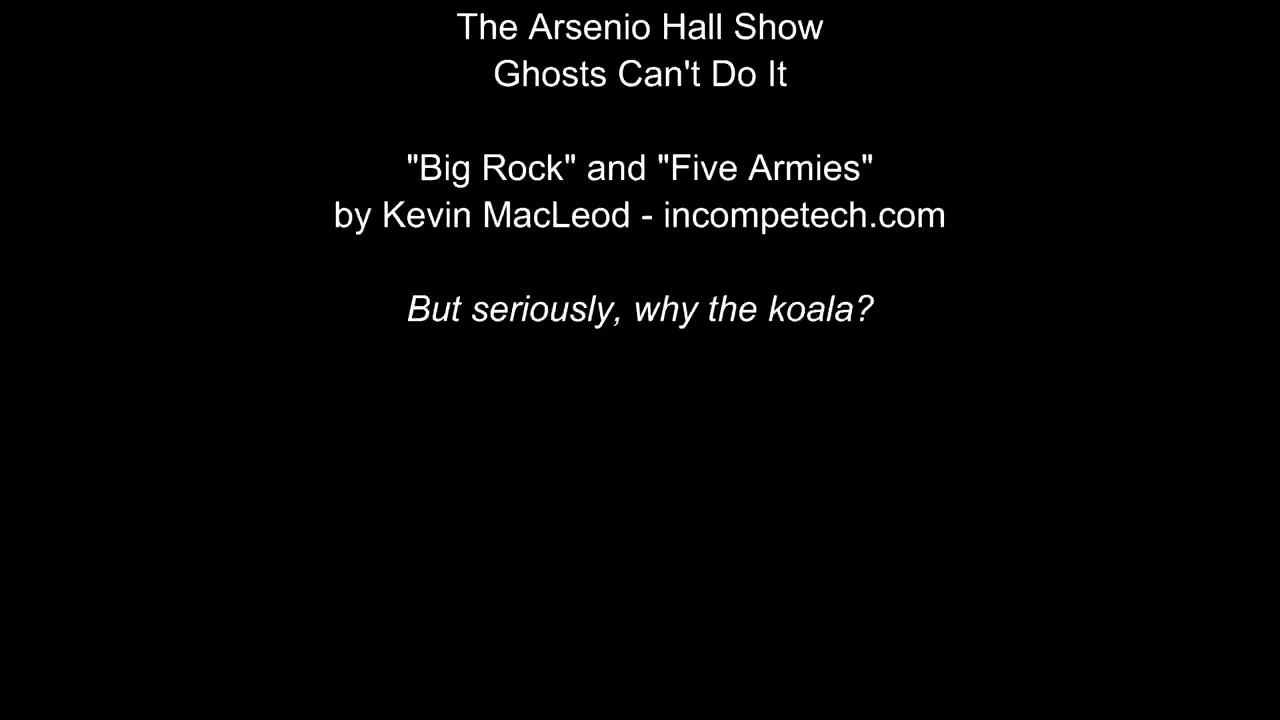 The Arsenio Hall Show
Ghosts Can't Do It
"Big Rock" and "Five Armies"
by Kevin MacLeod - incompetech.com
But seriously, why the koala?